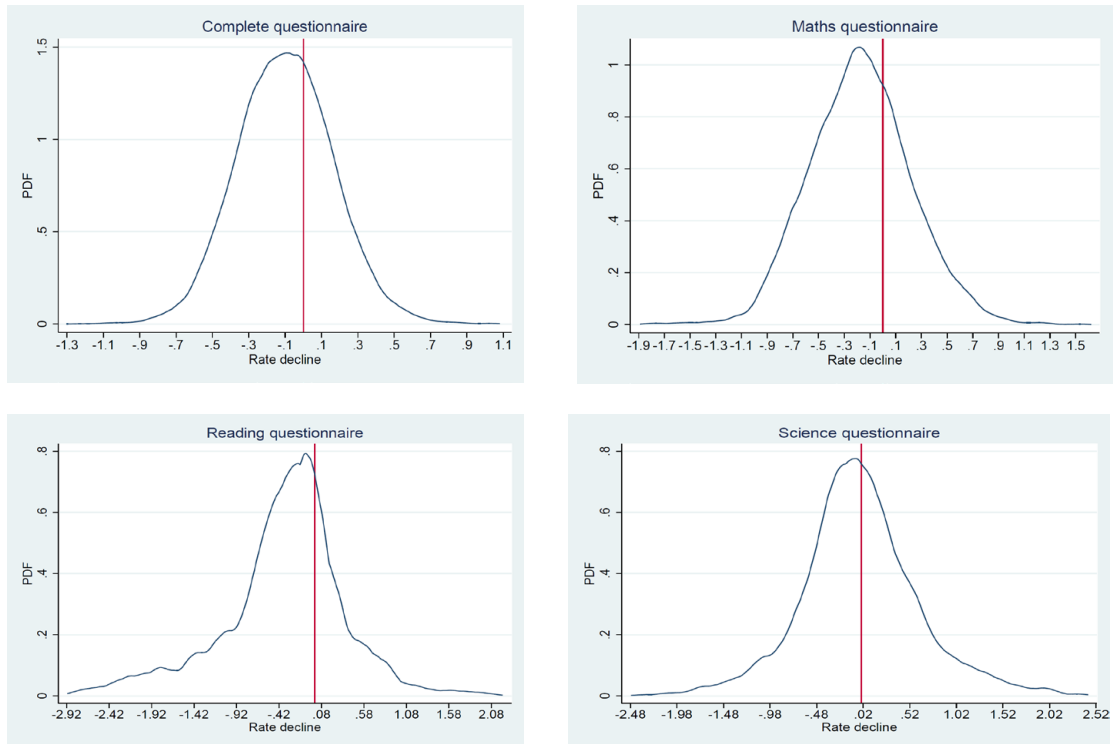 Complete questionnaire
1.5
1
.5
0
PDF
-1.3 -1.1 -.9 -.7 -.5 -.3 -.1 .1 .3 .5 .7 .9 1.1
Rate decline
Maths questionnaire
1
.8
.6
.4
.2
0
PDF
-1.9 -1.7 -1.5 -1.3 -1.1 -.9 -.7 -.5 -.3 -.1 .1 .3 .5 .7 .9 1.1 1.3 1.5
Rate decline
Reading questionnaire
.8
.6
.4
.2
0
PDF
-2.92 -2.42 -1.92 -1.42 -.92 -.42 .08 .58 1.08 1.58 2.08
Rate decline
Science questionnaire
.8
.6
.4
.2
0
PDF
-2.48 -1.98 -1.48 -.98 -.48 .02 .52 1.02 1.52 2.02 2.52
Rate decline